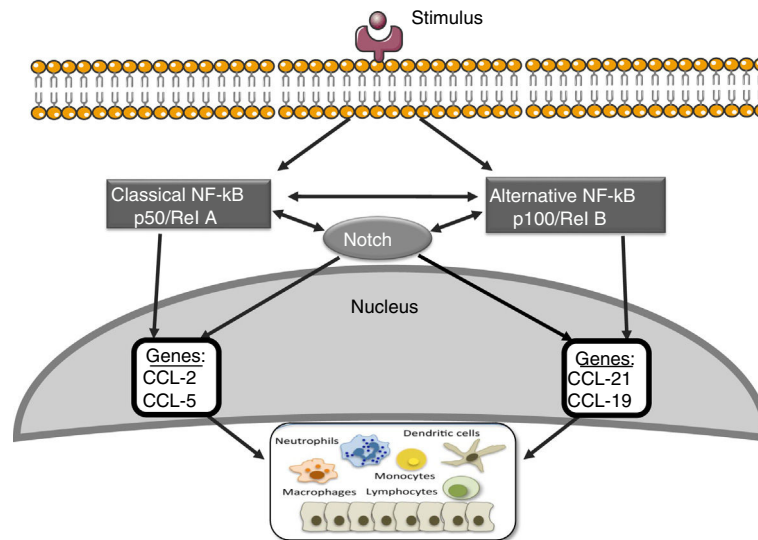 Stimulus
Classical NF-kB
p50/Rel A
Alternative NF-kB
p100/Rel B
Notch
Nucleus
Genes:
CCL-2
CCL-5
Genes:
CCL-21
CCL-19
Neutrophils
Dendritic cells
Monocytes
Macrophages
Lymphocytes